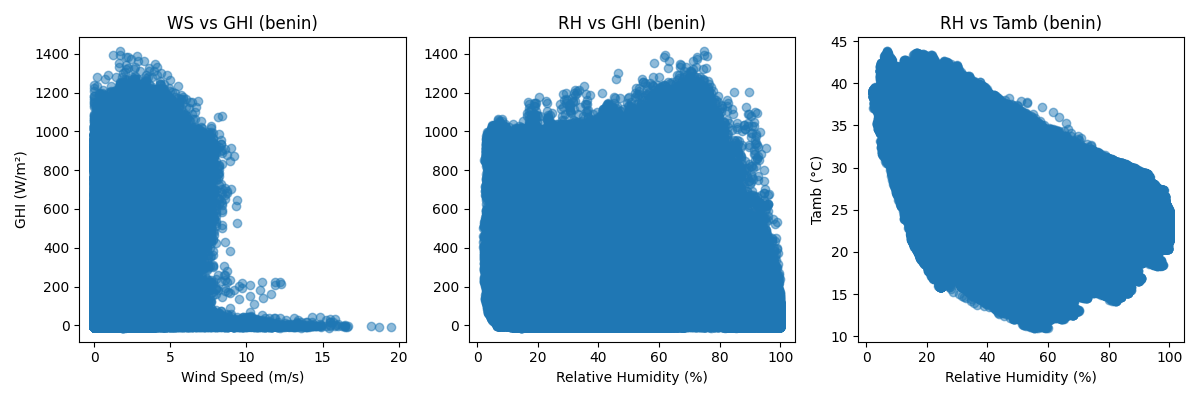 WS vs GHI (benin)
GHI (W/m²)
1400
1200
1000
800
600
400
200
0
0 5 10 15 20
Wind Speed (m/s)
RH vs GHI (benin)
1400
1200
1000
800
600
400
200
0
0 20 40 60 80 100
Relative Humidity (%)
RH vs Tamb (benin)
Tamb (°C)
45
40
35
30
25
20
15
10
0 20 40 60 80 100
Relative Humidity (%)